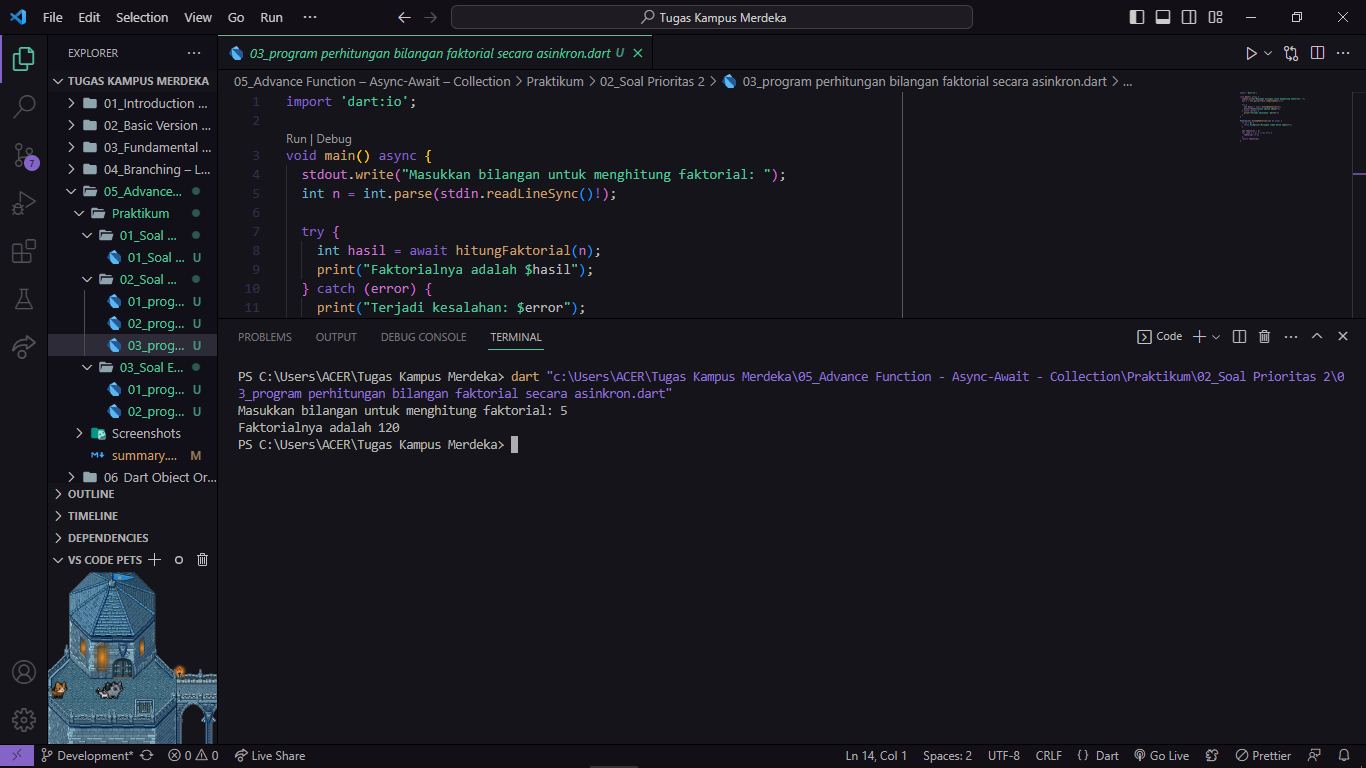 File Edit Selection View Go Run ··· Tugas Kampus Merdeka
EXPLORER ···
TUGAS KAMPUS MERDEKA
01_Introduction ...
02_Basic Version ...
03_Fundamental ...
04_Branching – L...
05_Advance...
Praktikum
01_Soal ...
01_Soal ... U
02_Soal ...
01_prog... U
02_prog... U
03_prog... U
03_Soal E...
01_prog... U
02_prog... U
Screenshots
summary.... M
06 Dart Object Or...
OUTLINE
TIMELINE
DEPENDENCIES
VS CODE PETS
7
03_program perhitungan bilangan faktorial secara asinkron.dart U
05_Advance Function – Async-Await – Collection > Praktikum > 02_Soal Prioritas 2 > 03_program perhitungan bilangan faktorial secara asinkron.dart > ...
1 import 'dart:io';
2
Run | Debug
3 void main() async {
4 stdout.write("Masukkan bilangan untuk menghitung faktorial: ");
5 int n = int.parse(stdin.readLineSync()!);
6
7 try {
8 int hasil = await hitungFaktorial(n);
9 print("Faktorialnya adalah $hasil");
10 } catch (error) {
11 print("Terjadi kesalahan: $error");
PROBLEMS OUTPUT DEBUG CONSOLE TERMINAL Code
PS C:\Users\ACER\Tugas Kampus Merdeka> dart "c:\Users\ACER\Tugas Kampus Merdeka\05_Advance Function - Async-Await - Collection\Praktikum\02_Soal Prioritas 2\0
3_program perhitungan bilangan faktorial secara asinkron.dart"
Masukkan bilangan untuk menghitung faktorial: 5
Faktorialnya adalah 120
PS C:\Users\ACER\Tugas Kampus Merdeka>
Development* 0 0 Live Share Ln 14, Col 1 Spaces: 2 UTF-8 CRLF { } Dart Go Live Prettier